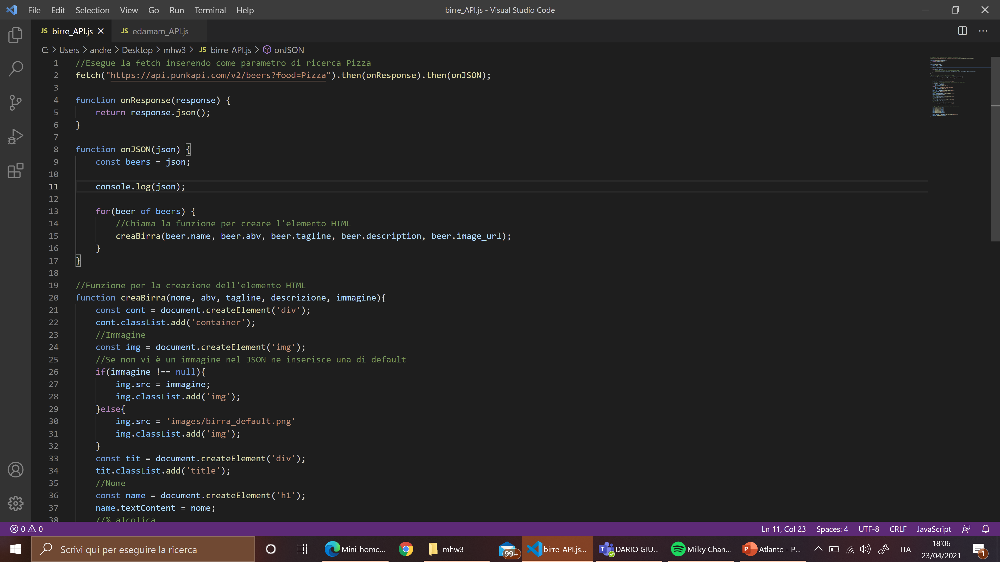 File Edit Selection View Go Run Terminal Help
birre_API.js - Visual Studio Code
JS birre_API.js
JS edamam_API.js
C: > Users > andre > Desktop > mhw3 > JS birre_API.js > onJSON
1 //Esegue la fetch inserendo come parametro di ricerca Pizza
2 fetch("https://api.punkapi.com/v2/beers?food=Pizza").then(onResponse).then(onJSON);
3
4 function onResponse(response) {
5     return response.json();
6 }
7
8 function onJSON(json) {
9     const beers = json;
10
11     console.log(json);
12
13     for(beer of beers) {
14         //Chiama la funzione per creare l'elemento HTML
15         creaBirra(beer.name, beer.abv, beer.tagline, beer.description, beer.image_url);
16     }
17 }
18
19 //Funzione per la creazione dell'elemento HTML
20 function creaBirra(nome, abv, tagline, descrizione, immagine){
21     const cont = document.createElement('div');
22     cont.classList.add('container');
23     //Immagine
24     const img = document.createElement('img');
25     //Se non vi è un immagine nel JSON ne inserisce una di default
26     if(immagine !== null){
27         img.src = immagine;
28         img.classList.add('img');
29     }else{
30         img.src = 'images/birra_default.png'
31         img.classList.add('img');
32     }
33     const tit = document.createElement('div');
34     tit.classList.add('title');
35     //Nome
36     const name = document.createElement('h1');
37     name.textContent = nome;
38     //% alcolica
0 0
Ln 11, Col 23 Spaces: 4 UTF-8 CRLF JavaScript
Scrivi qui per eseguire la ricerca
Mini-home...
mhw3
99+
birre_API.js...
DARIO GIU...
Milky Chan...
Atlante - P...
ITA
18:06
23/04/2021
1